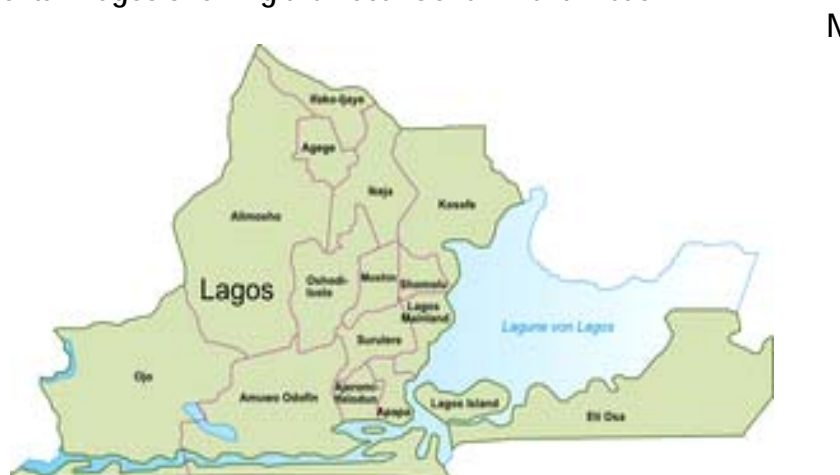 Ifako-Ijaye
Agege
Ikeja
Kosofe
Alimosho
Lagos
Oshodi-
Isolo
Mushin
Shomolu
Lagos
Mainland
Lagune von Lagos
Surulere
Ojo
Amuwo Odofin
Ajeromi-
Ifelodun
Apapa
Lagos Island
Eti Osa